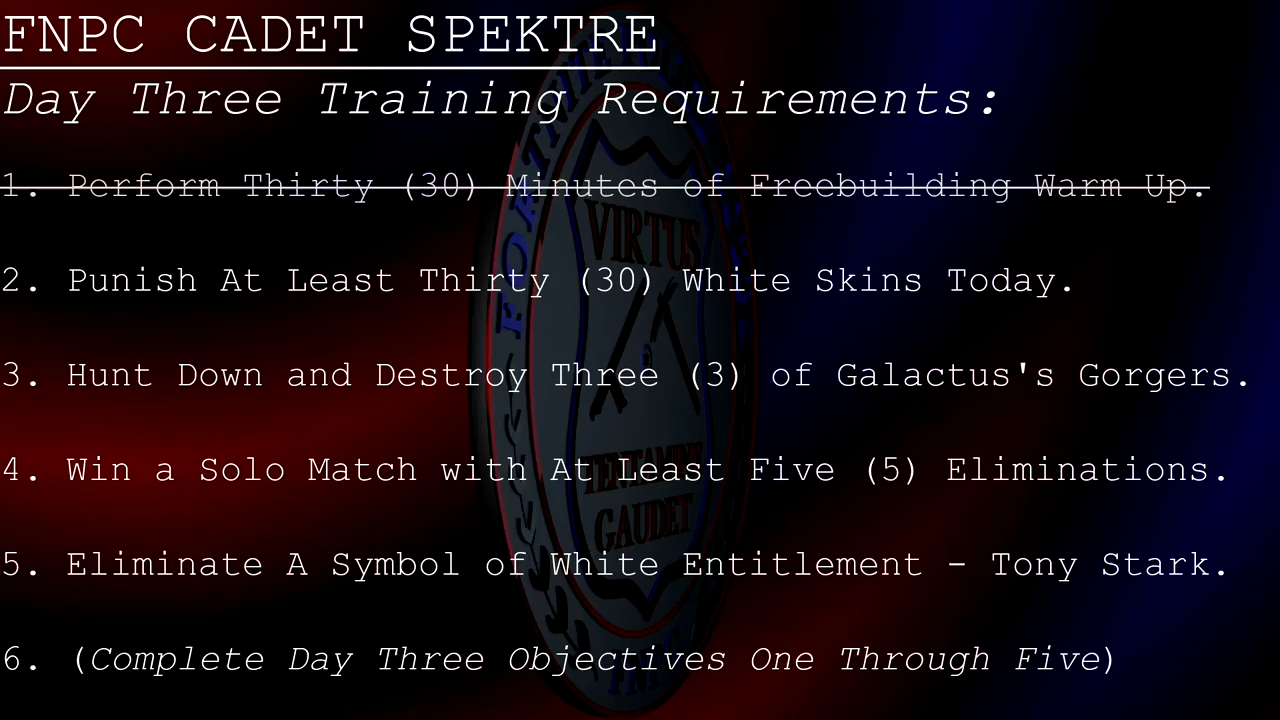 FNPC CADET SPEKTRE
Day Three Training Requirements:
1. Perform Thirty (30) Minutes of Freebuilding Warm Up.
2. Punish At Least Thirty (30) White Skins Today.
3. Hunt Down and Destroy Three (3) of Galactus's Gorgers.
4. Win a Solo Match with At Least Five (5) Eliminations.
5. Eliminate A Symbol of White Entitlement - Tony Stark.
6. (Complete Day Three Objectives One Through Five)
VIRTUS
GAUDET